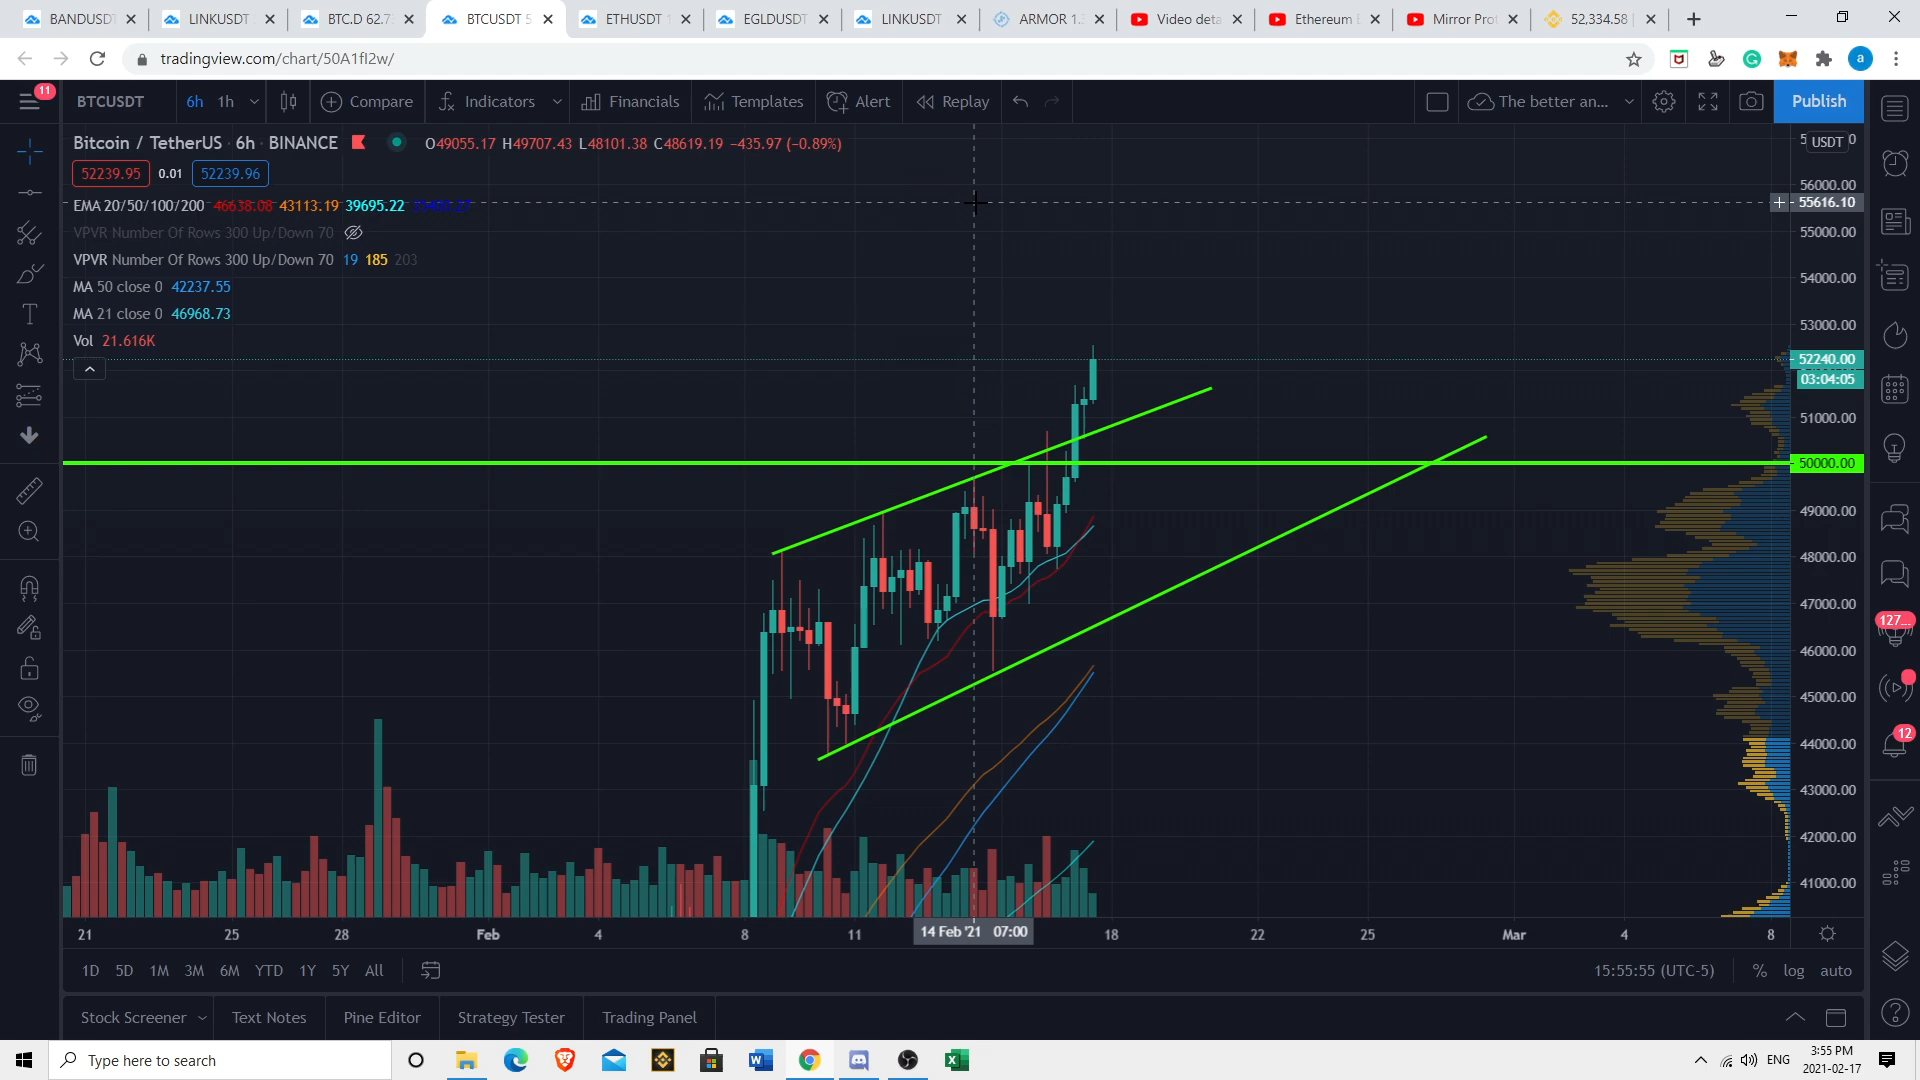 BANDUSDT
LINKUSDT
BTC.D 62.7
BTCUSDT 5
ETHUSDT 1
EGLDUSDT
LINKUSDT
ARMOR 1.
Video deta
Ethereum
Mirror Prot
52,334.58
tradingview.com/chart/50A1fI2w/
a
11
BTCUSDT
6h
1h
Compare
Indicators
Financials
Templates
Alert
Replay
The better an...
Publish
Bitcoin / TetherUS · 6h · BINANCE
O49055.17 H49707.43 L48101.38 C48619.19 −435.97 (−0.89%)
USDT
52239.95
0.01
52239.96
EMA 20/50/100/200 46638.08 43113.19 39695.22
VPVR Number Of Rows 300 Up/Down 70
VPVR Number Of Rows 300 Up/Down 70 19 185 203
MA 50 close 0 42237.55
MA 21 close 0 46968.73
Vol 21.616K
56000.00
55616.10
55000.00
54000.00
53000.00
52240.00
03:04:05
51000.00
50000.00
49000.00
48000.00
47000.00
46000.00
45000.00
44000.00
43000.00
42000.00
41000.00
127...
12
21
25
28
Feb
4
8
11
14 Feb '21 07:00
18
22
25
Mar
4
8
1D 5D 1M 3M 6M YTD 1Y 5Y All
15:55:55 (UTC-5)
% log auto
Stock Screener
Text Notes
Pine Editor
Strategy Tester
Trading Panel
Type here to search
ENG
3:55 PM
2021-02-17